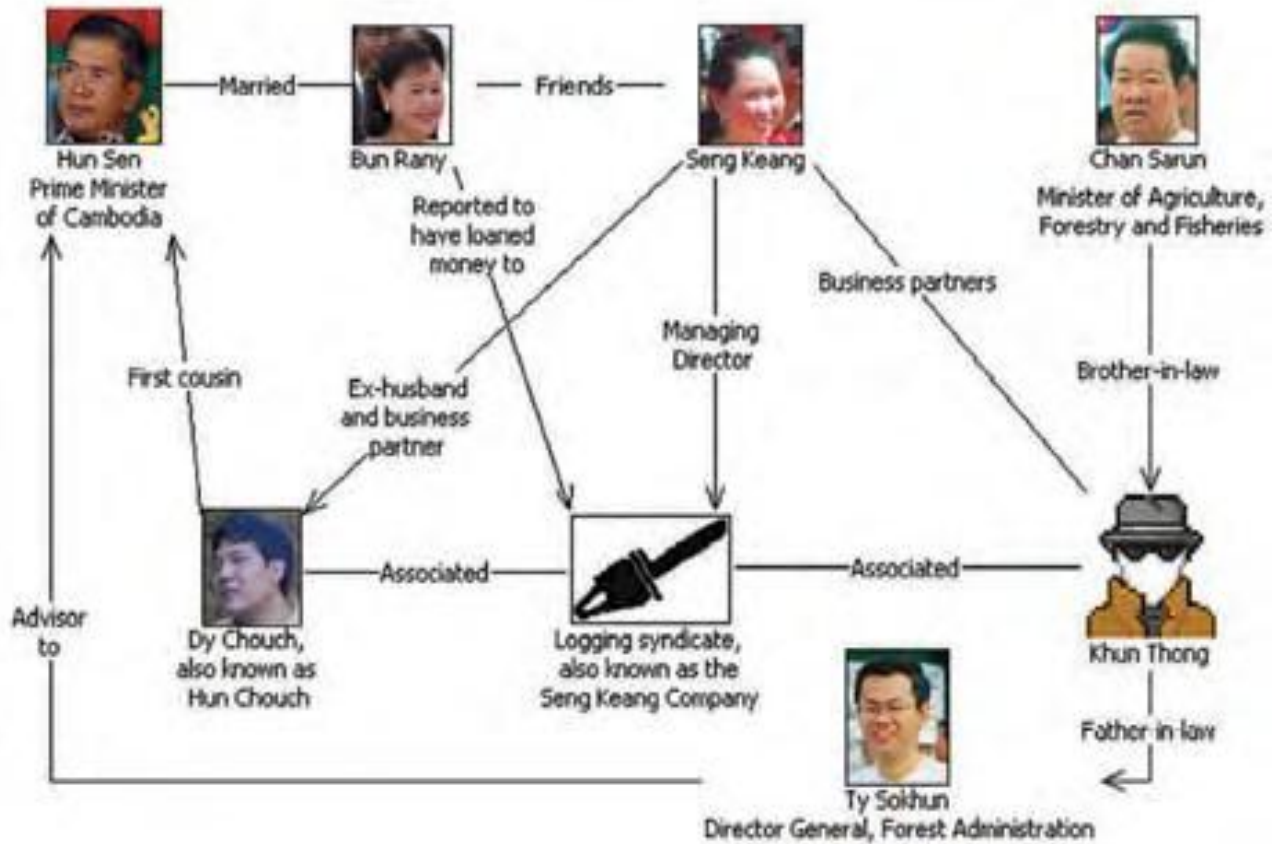 Married
Friends
Hun Sen
Prime Minister
of Cambodia
Bun Rany
Seng Keang
Chan Sarun
Minister of Agriculture,
Forestry and Fisheries
Reported to
have loaned
money to
Business partners
Managing
Director
First cousin
Ex-husband
and business
partner
Brother-in-law
Associated
Associated
Advisor
to
Dy Chouch,
also known as
Hun Chouch
Logging syndicate,
also known as the
Seng Keang Company
Khun Thong
Father-in-law
Ty Sokhun
Director General, Forest Administration